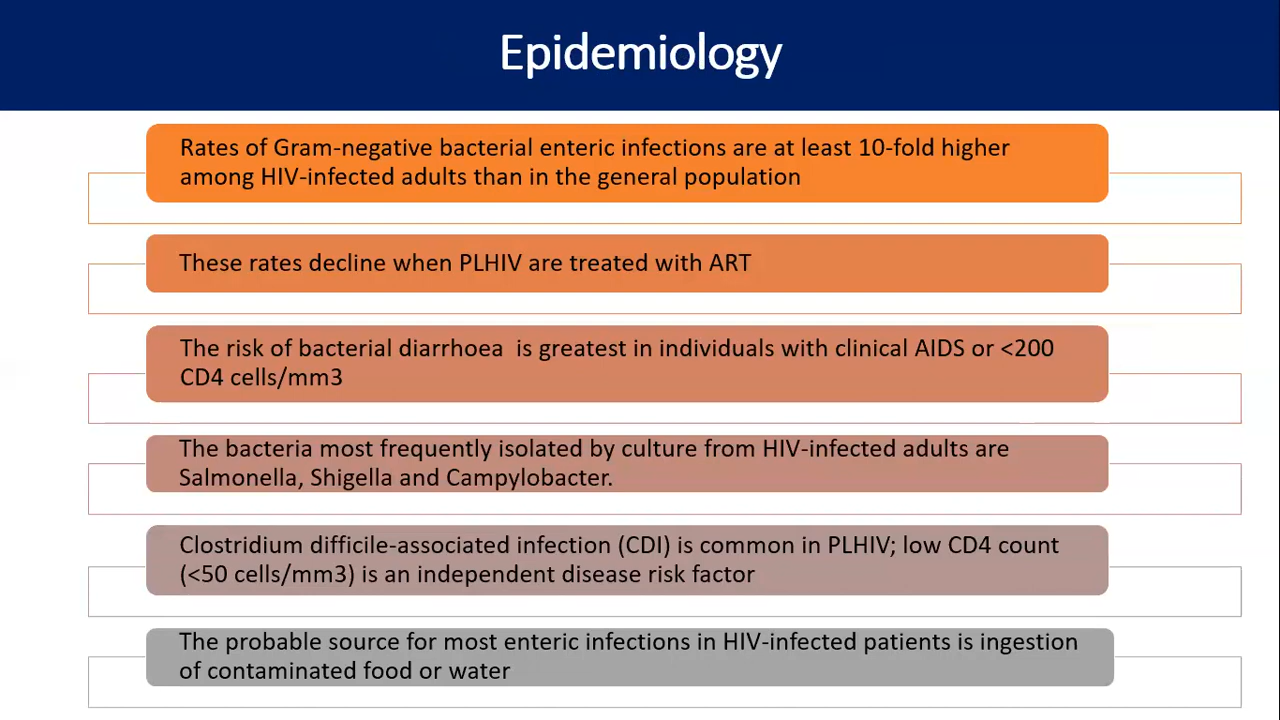 Epidemiology
Rates of Gram-negative bacterial enteric infections are at least 10-fold higher
among HIV-infected adults than in the general population
These rates decline when PLHIV are treated with ART
The risk of bacterial diarrhoea  is greatest in individuals with clinical AIDS or <200
CD4 cells/mm3
The bacteria most frequently isolated by culture from HIV-infected adults are
Salmonella, Shigella and Campylobacter.
Clostridium difficile-associated infection (CDI) is common in PLHIV; low CD4 count
(<50 cells/mm3) is an independent disease risk factor
The probable source for most enteric infections in HIV-infected patients is ingestion
of contaminated food or water